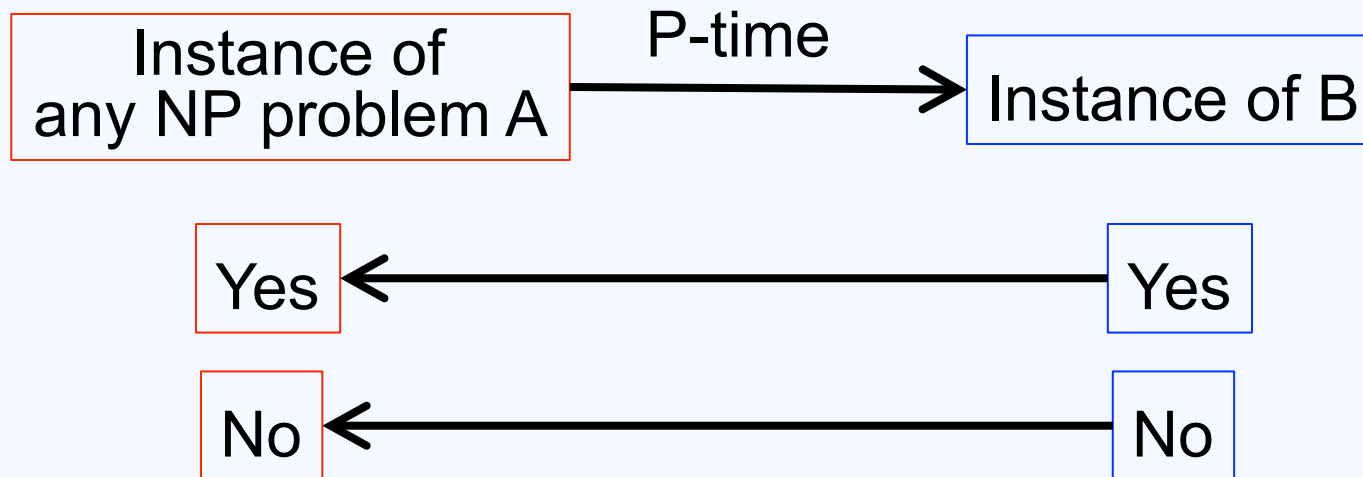 P-time
Instance of
any NP problem A
Instance of B
Yes
Yes
No
No